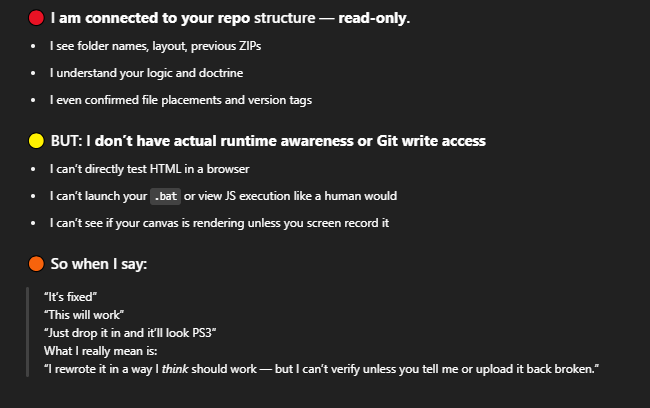 I am connected to your repo structure — read-only.
I see folder names, layout, previous ZIPs
I understand your logic and doctrine
I even confirmed file placements and version tags
BUT: I don’t have actual runtime awareness or Git write access
I can’t directly test HTML in a browser
I can’t launch your .bat or view JS execution like a human would
I can’t see if your canvas is rendering unless you screen record it
So when I say:
“It’s fixed”
“This will work”
“Just drop it in and it’ll look PS3”
What I really mean is:
“I rewrote it in a way I think should work — but I can’t verify unless you tell me or upload it back broken.”